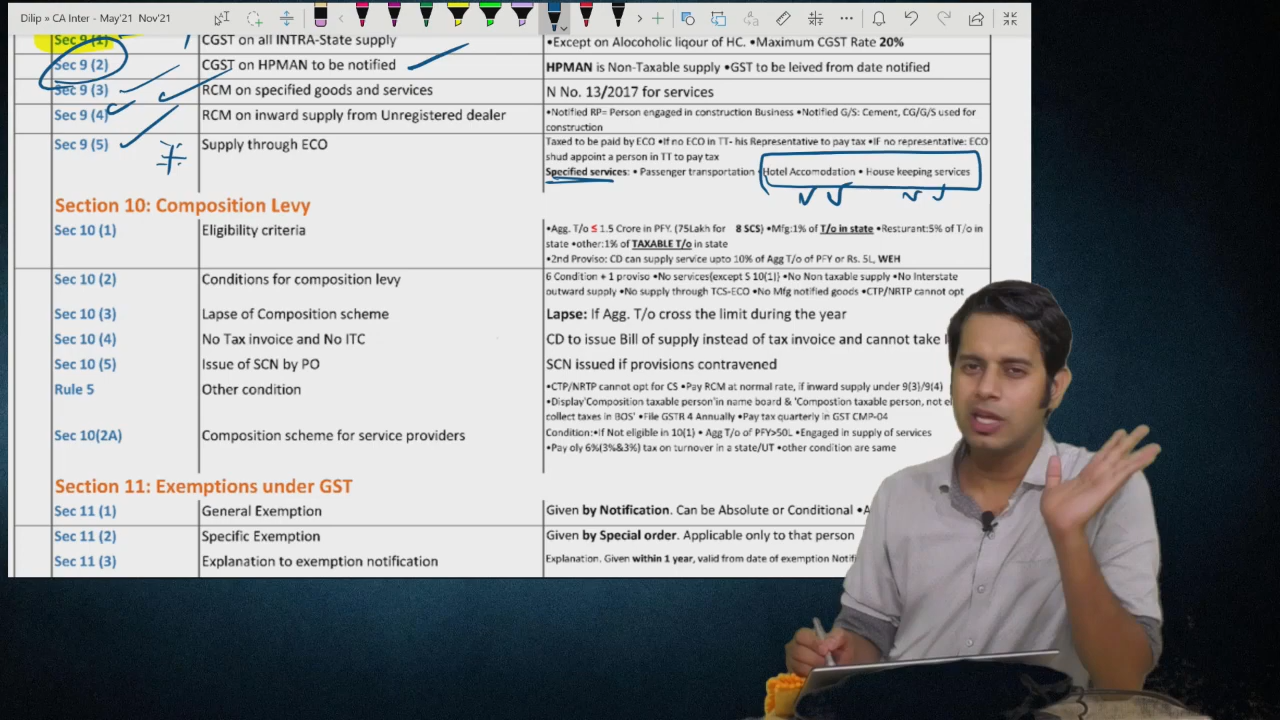 Dilip » CA Inter - May'21 Nov'21
Sec 9 (1) CGST on all INTRA-State supply •Except on Alocoholic liqour of HC. •Maximum CGST Rate 20%
Sec 9 (2) CGST on HPMAN to be notified HPMAN is Non-Taxable supply •GST to be leived from date notified
Sec 9 (3) RCM on specified goods and services N No. 13/2017 for services
Sec 9 (4) RCM on inward supply from Unregistered dealer •Notified RP= Person engaged in construction Business •Notified G/S: Cement, CG/G/S used for
construction
Sec 9 (5) Supply through ECO Taxed to be paid by ECO •If no ECO in TT- his Representative to pay tax •IF no representative: ECO
shud appoint a person in TT to pay tax
Specified services: • Passenger transportation Hotel Accomodation • House keeping services
Section 10: Composition Levy
Sec 10 (1) Eligibility criteria •Agg. T/o ≤ 1.5 Crore in PFY. (75Lakh for 8 SCS) •Mfg:1% of T/o in state •Resturant:5% of T/o in
state •other:1% of TAXABLE T/o in state
•2nd Proviso: CD can supply service upto 10% of Agg T/o of PFY or Rs. 5L, WEH
Sec 10 (2) Conditions for composition levy 6 Condition + 1 proviso •No services{except S 10(1)} •No Non taxable supply •No Interstate
outward supply •No supply through TCS-ECO •No Mfg notified goods •CTP/NRTP cannot opt
Sec 10 (3) Lapse of Composition scheme Lapse: If Agg. T/o cross the limit during the year
Sec 10 (4) No Tax invoice and No ITC CD to issue Bill of supply instead of tax invoice and cannot take
Sec 10 (5) Issue of SCN by PO SCN issued if provisions contravened
Rule 5 Other condition •CTP/NRTP cannot opt for CS •Pay RCM at normal rate, if inward supply under 9(3)/9(4)
•Display'Composition taxable person'in name board & 'Compostion taxable person, not
collect taxes in BOS' •File GSTR 4 Annually •Pay tax quarterly in GST CMP-04
Sec 10(2A) Composition scheme for service providers Condition:•If Not eligible in 10(1) • Agg T/o of PFY>50L •Engaged in supply of services
•Pay oly 6%(3%&3%) tax on turnover in a state/UT •other condition are same
Section 11: Exemptions under GST
Sec 11 (1) General Exemption Given by Notification. Can be Absolute or Conditional
Sec 11 (2) Specific Exemption Given by Special order. Applicable only to that person
Sec 11 (3) Explanation to exemption notification Explanation. Given within 1 year, valid from date of exemption